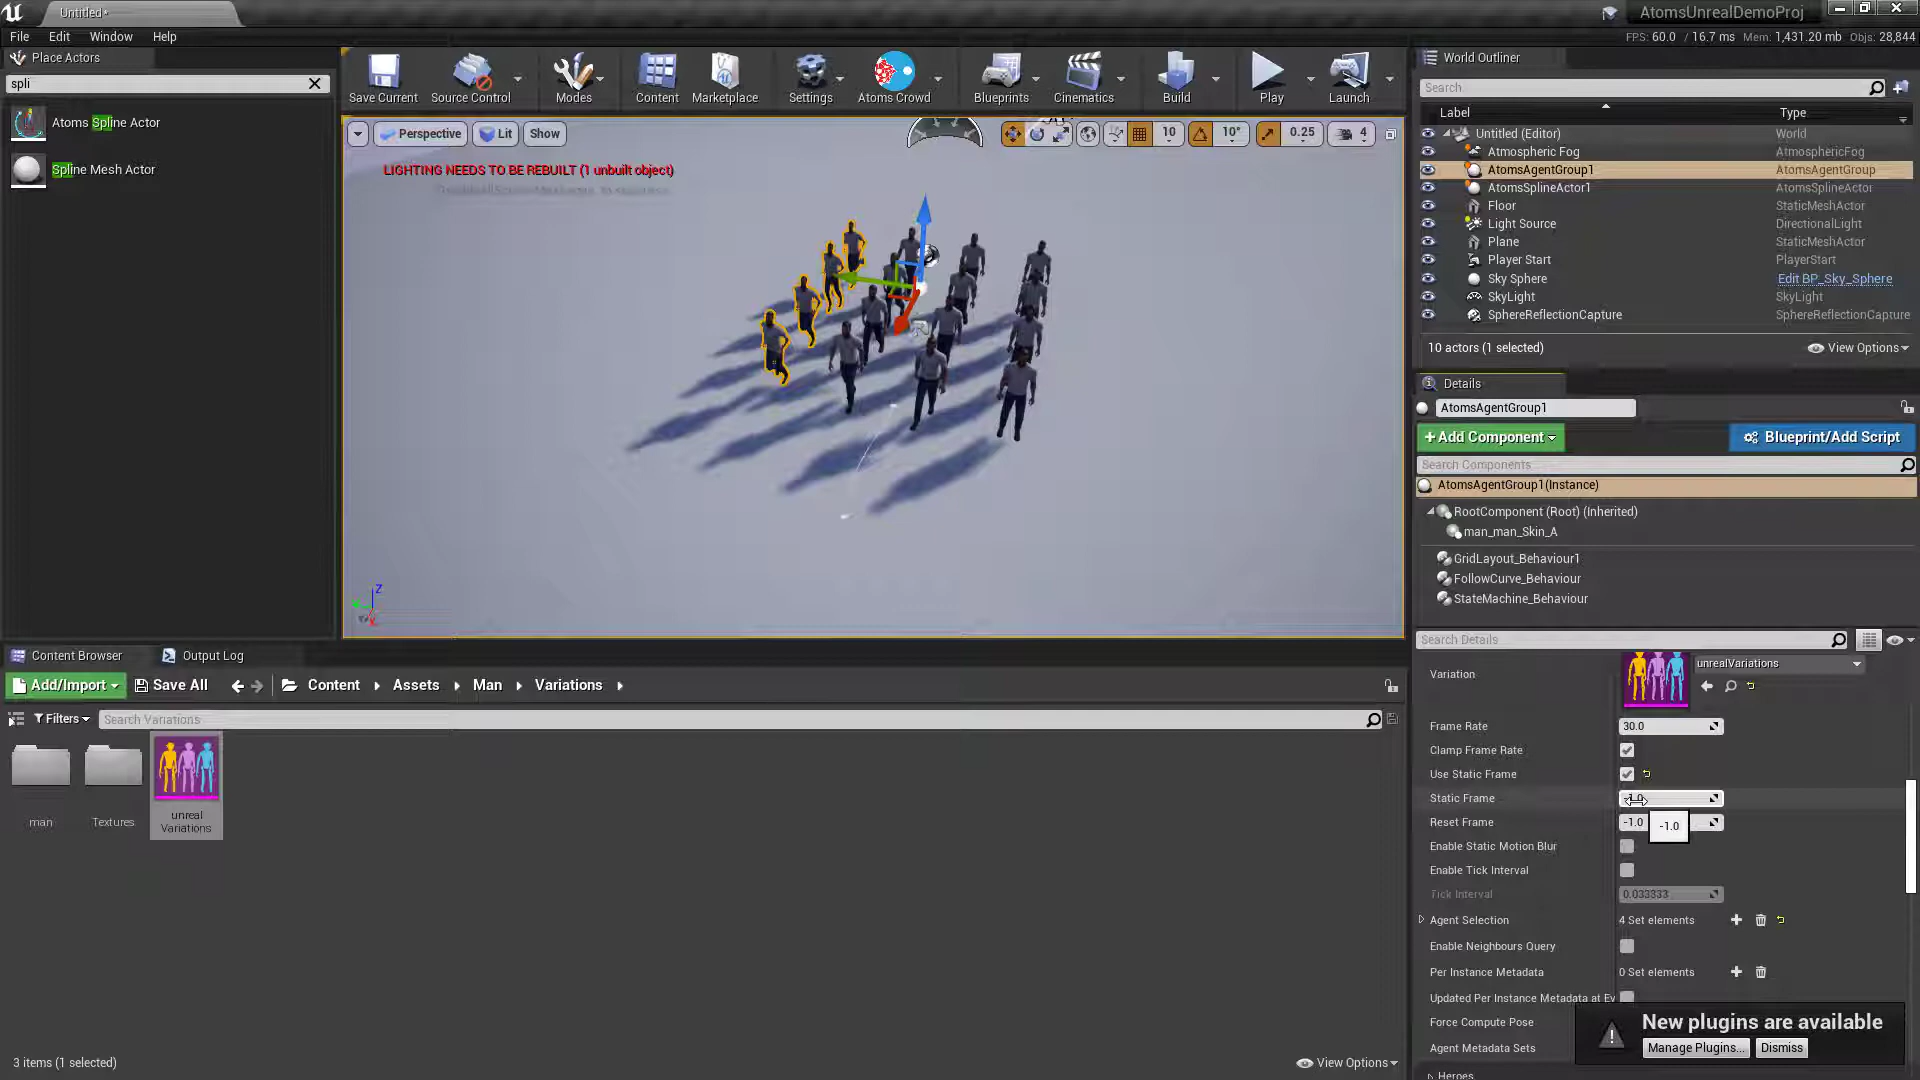 Untitled*
AtomsUnrealDemoProj
File Edit Window Help
FPS: 60.0 / 16.7 ms Mem: 1,431.20 mb Objs: 28,844
Place Actors
spli
Atoms Spline Actor
Spline Mesh Actor
Save Current Source Control Modes Content Marketplace Settings Atoms Crowd Blueprints Cinematics Build Play Launch
Perspective Lit Show 10 10° 0.25 4
LIGHTING NEEDS TO BE REBUILT (1 unbuilt object)
Z
World Outliner
Search
Label Type
Untitled (Editor) World
Atmospheric Fog AtmosphericFog
AtomsAgentGroup1 AtomsAgentGroup
AtomsSplineActor1 AtomsSplineActor
Floor StaticMeshActor
Light Source DirectionalLight
Plane StaticMeshActor
Player Start PlayerStart
Sky Sphere Edit BP_Sky_Sphere
SkyLight SkyLight
SphereReflectionCapture SphereReflectionCapture
10 actors (1 selected) View Options
Details
AtomsAgentGroup1
+Add Component Blueprint/Add Script
Search Components
AtomsAgentGroup1(Instance)
RootComponent (Root) (Inherited)
man_man_Skin_A
GridLayout_Behaviour1
FollowCurve_Behaviour
StateMachine_Behaviour
Search Details
Variation unrealVariations
Frame Rate 30.0
Clamp Frame Rate
Use Static Frame
Static Frame -1.0
Reset Frame -1.0
-1.0
Enable Static Motion Blur
Enable Tick Interval
Tick Interval 0.033333
Agent Selection 4 Set elements
Enable Neighbours Query
Per Instance Metadata 0 Set elements
Updated Per Instance Metadata at Ev
Force Compute Pose
Agent Metadata Sets
Heroes
New plugins are available
Manage Plugins... Dismiss
Content Browser Output Log
Add/Import Save All Content Assets Man Variations
Filters Search Variations
man
Textures
unreal
Variations
3 items (1 selected) View Options